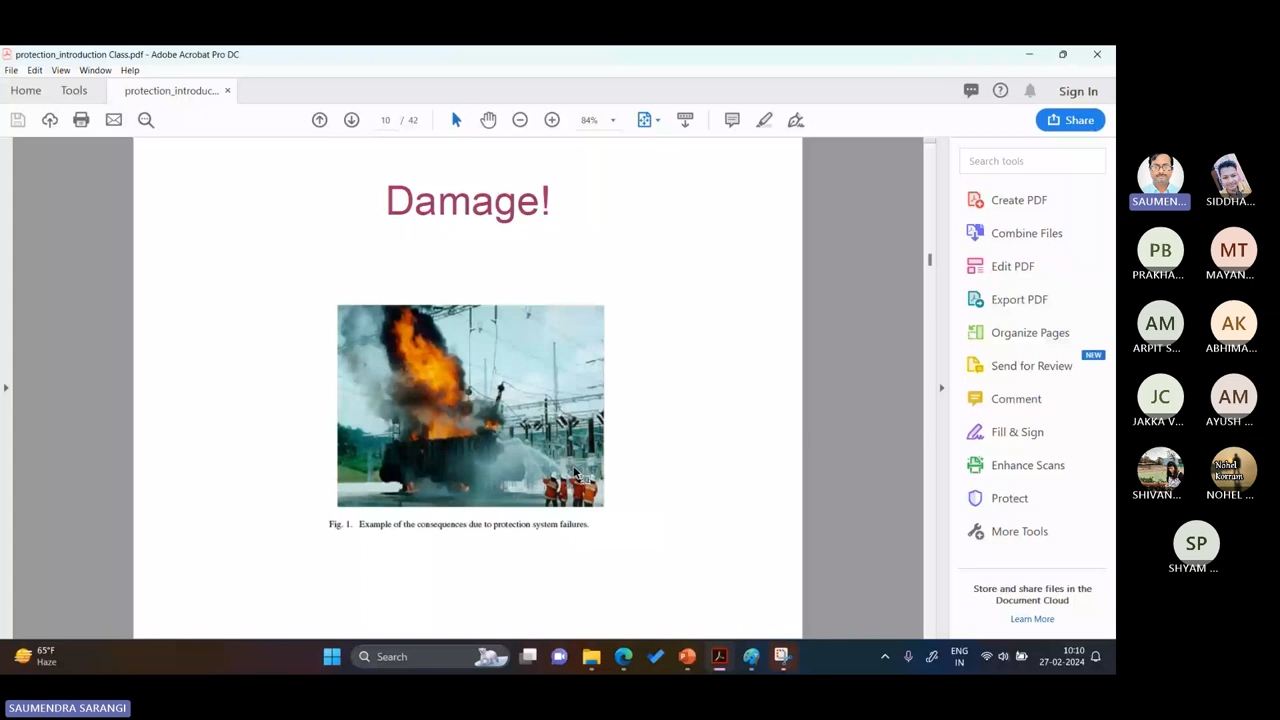 protection_introduction Class.pdf - Adobe Acrobat Pro DC
File Edit View Window Help
Home Tools protection_introduc... × Sign In
10 / 42 84% Share
Damage!
Fig. 1. Example of the consequences due to protection system failures.
Search tools
Create PDF
Combine Files
Edit PDF
Export PDF
Organize Pages
NEW
Send for Review
Comment
Fill & Sign
Enhance Scans
Protect
More Tools
Store and share files in the
Document Cloud
Learn More
SAUMEN... SIDDHA...
PB MT
PRAKHA... MAYAN...
AM AK
ARPIT S... ABHIMA...
JC AM
JAKKA V... AYUSH ...
Nohel
Korram
SHIVAN... NOHEL ...
SP
SHYAM ...
65°F
Haze
Search
ENG
IN
10:10
27-02-2024
SAUMENDRA SARANGI